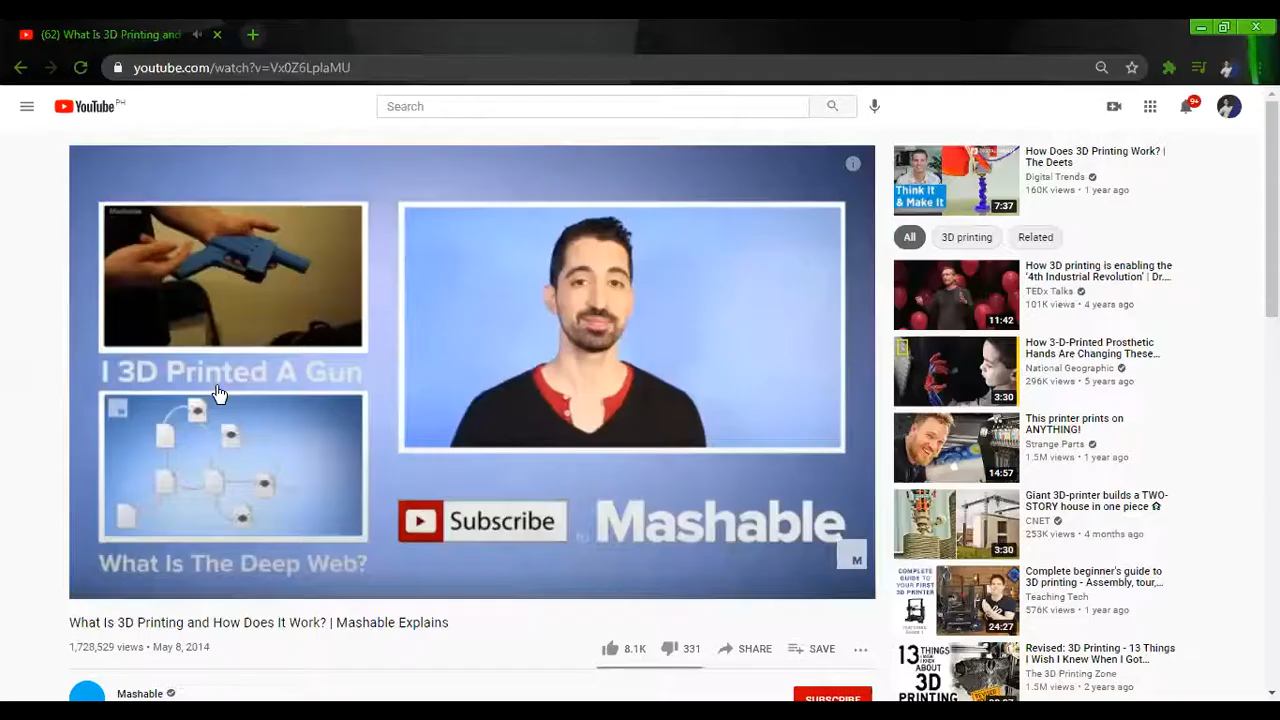 (62) What Is 3D Printing and
youtube.com/watch?v=Vx0Z6LplaMU
YouTube PH
Search
9+
Mashable
I 3D Printed A Gun
What Is The Deep Web?
Subscribe
to Mashable
M
What Is 3D Printing and How Does It Work? | Mashable Explains
1,728,529 views • May 8, 2014
8.1K
331
SHARE
SAVE
Mashable
SUBSCRIBE
Think It
& Make It
7:37
How Does 3D Printing Work? |
The Deets
Digital Trends
160K views • 1 year ago
All
3D printing
Related
11:42
How 3D printing is enabling the
'4th Industrial Revolution' | Dr....
TEDx Talks
101K views • 4 years ago
3:30
How 3-D-Printed Prosthetic
Hands Are Changing These...
National Geographic
296K views • 5 years ago
14:57
This printer prints on
ANYTHING!
Strange Parts
1.5M views • 1 year ago
3:30
Giant 3D-printer builds a TWO-
STORY house in one piece
CNET
253K views • 4 months ago
COMPLETE
GUIDE TO
YOUR FIRST
3D PRINTER
24:27
Complete beginner's guide to
3D printing - Assembly, tour,...
Teaching Tech
576K views • 1 year ago
13 THINGS
I KNOW
ABOUT
3D
PRINTING
Revised: 3D Printing - 13 Things
I Wish I Knew When I Got...
The 3D Printing Zone
1.5M views • 2 years ago